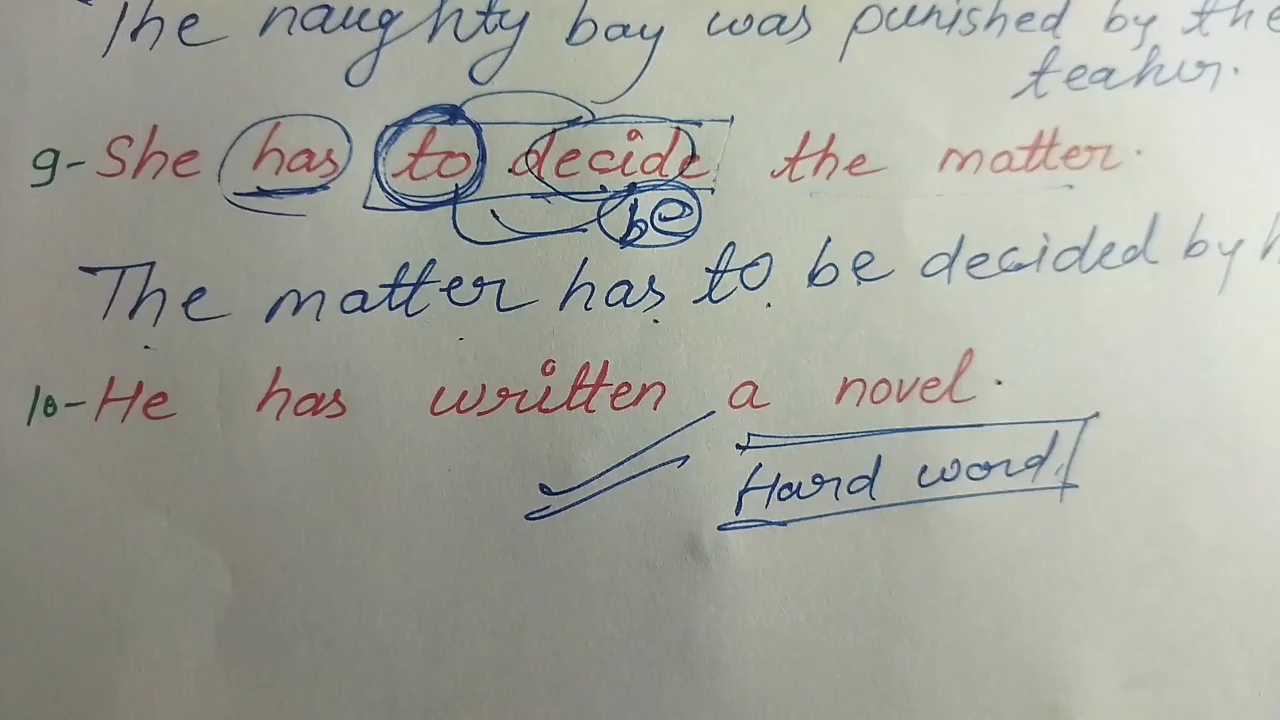 The naughty bay was punished by the
teahur.
9- She has to decide the matter.
be
The matter has to be decided by h
10- He has written a novel.
Hard word